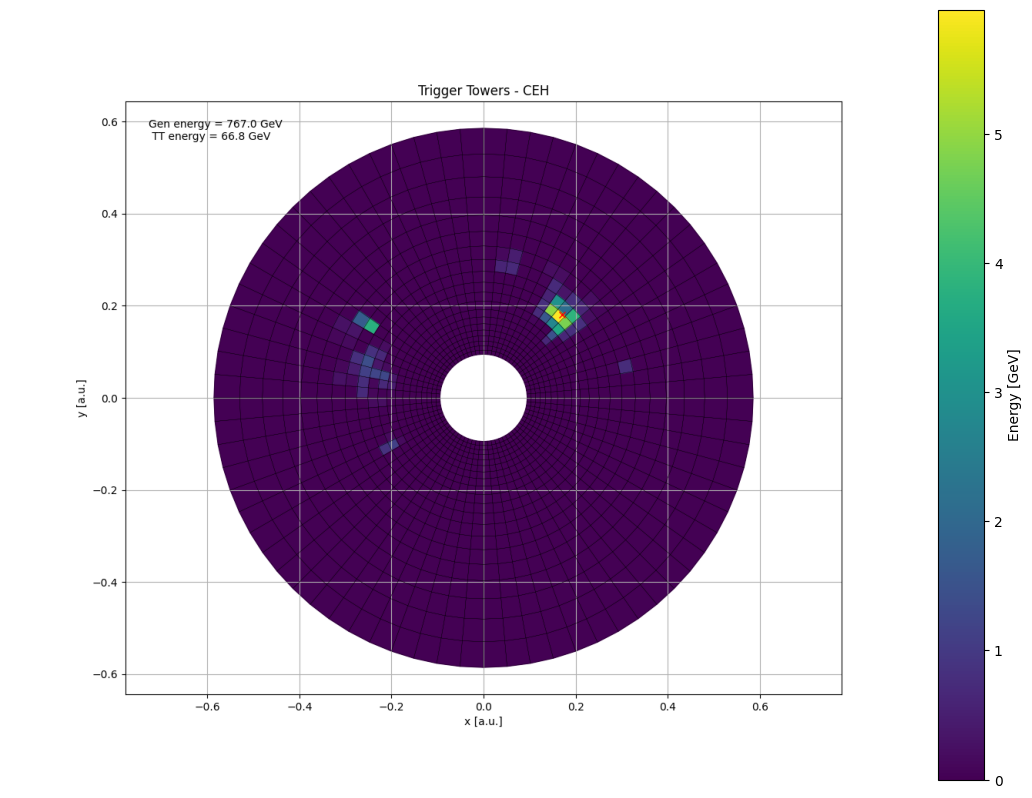 Trigger Towers - CEH
Gen energy = 767.0 GeV
TT energy = 66.8 GeV
0.6
0.4
0.2
0.0
−0.2
−0.4
−0.6
y [a.u.]
−0.6 −0.4 −0.2 0.0 0.2 0.4 0.6
x [a.u.]
5
4
3
2
1
0
Energy [GeV]